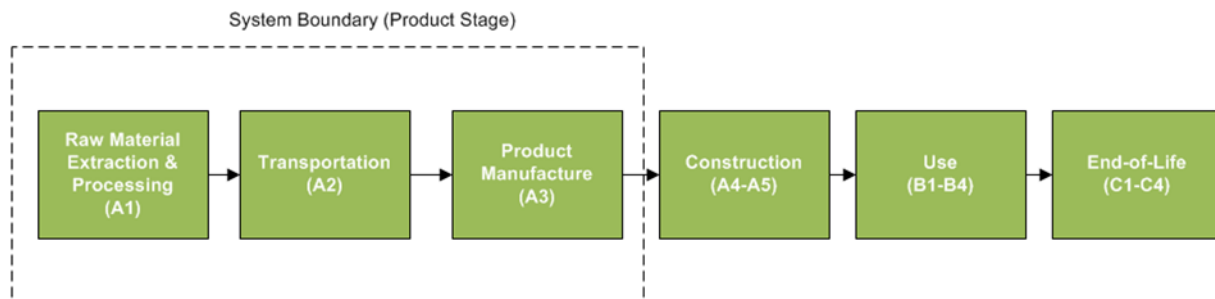 System Boundary (Product Stage)
Raw Material
Extraction &
Processing
(A1)
Transportation
(A2)
Product
Manufacture
(A3)
Construction
(A4-A5)
Use
(B1-B4)
End-of-Life
(C1-C4)